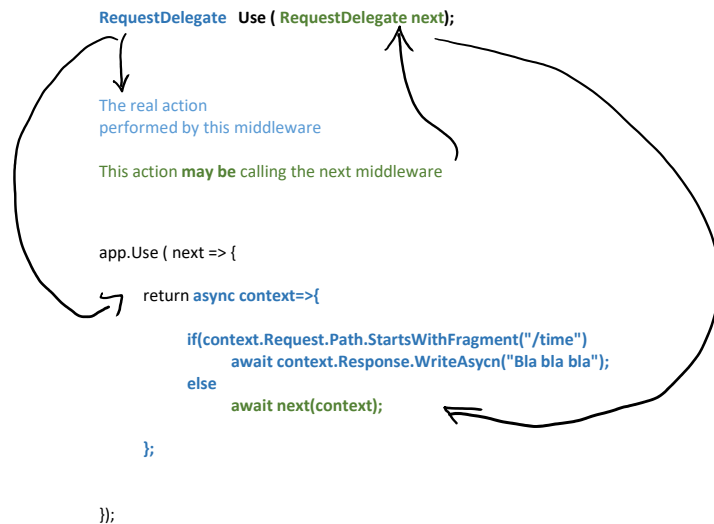 RequestDelegate Use ( RequestDelegate next);
The real action
performed by this middleware
This action may be calling the next middleware
app.Use ( next => {
return async context=>{
if(context.Request.Path.StartsWithFragment("/time")
await context.Response.WriteAsycn("Bla bla bla");
else
await next(context);
};
});